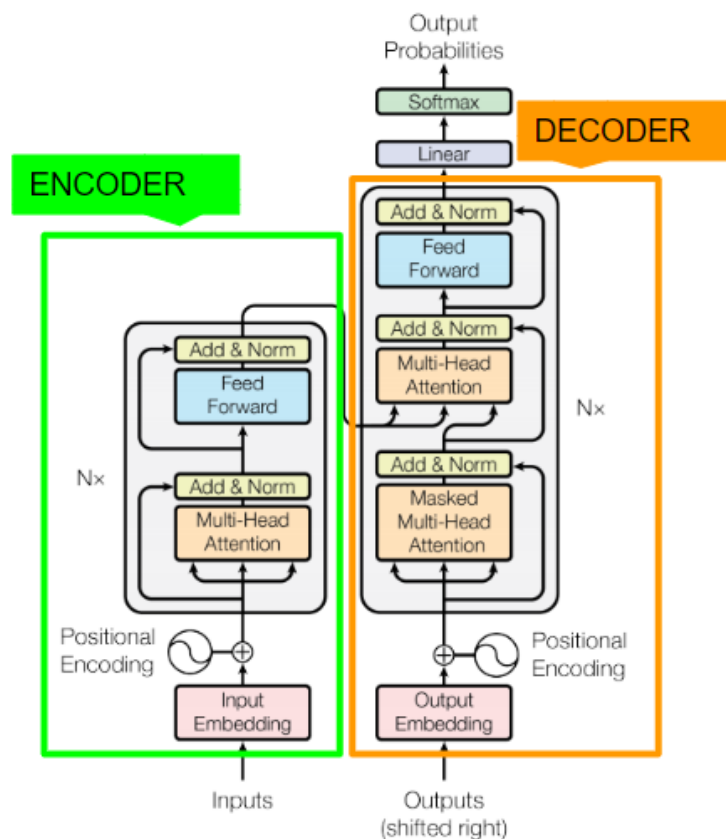 Output
Probabilities
Softmax
DECODER
Linear
ENCODER
Add & Norm
Feed
Forward
Add & Norm
Add & Norm
Multi-Head
Attention
Feed
Forward
Nx
Add & Norm
Nx
Add & Norm
Masked
Multi-Head
Attention
Multi-Head
Attention
Positional
Encoding
Positional
Encoding
Input
Embedding
Output
Embedding
Inputs
Outputs
(shifted right)